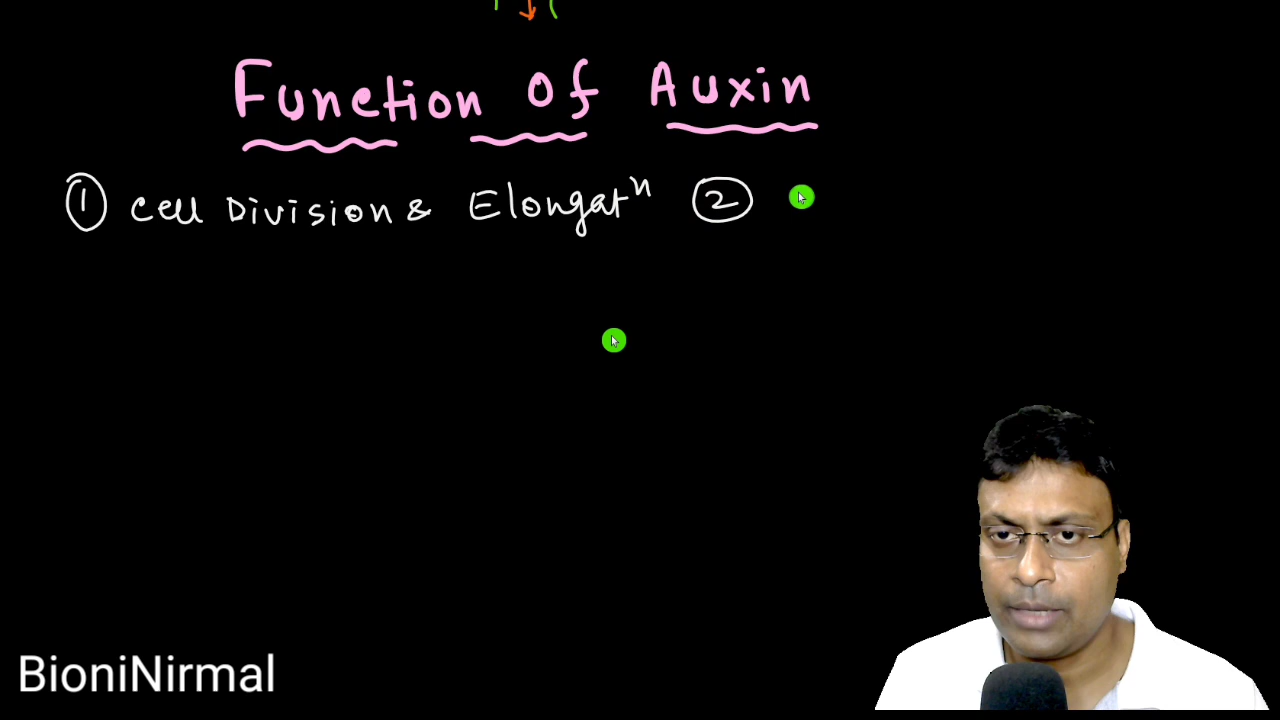 Function of Auxin
① Cell Division & Elongatⁿ ②
BioniNirmal